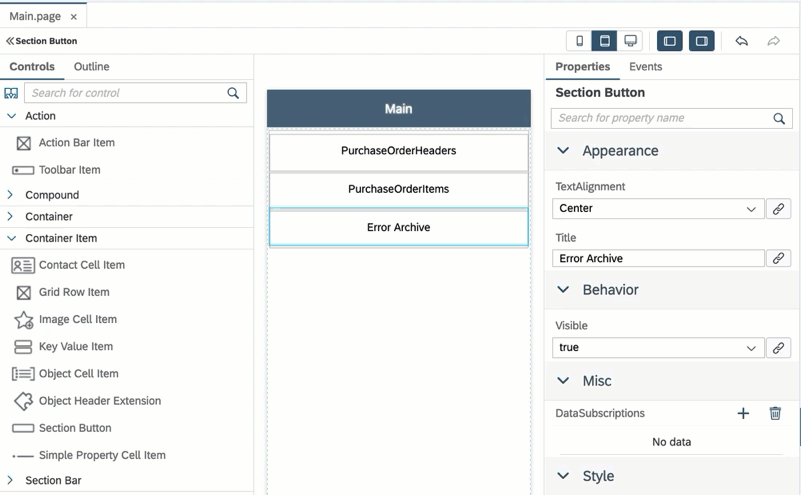 Main.page ×
Section Button
Controls Outline
Search for control
Action
Action Bar Item
Toolbar Item
Compound
Container
Container Item
Contact Cell Item
Grid Row Item
Image Cell Item
Key Value Item
Object Cell Item
Object Header Extension
Section Button
Simple Property Cell Item
Section Bar
Main
PurchaseOrderHeaders
PurchaseOrderItems
Error Archive
Properties Events
Section Button
Search for property name
Appearance
TextAlignment
Center
Title
Error Archive
Behavior
Visible
true
Misc
DataSubscriptions
No data
Style